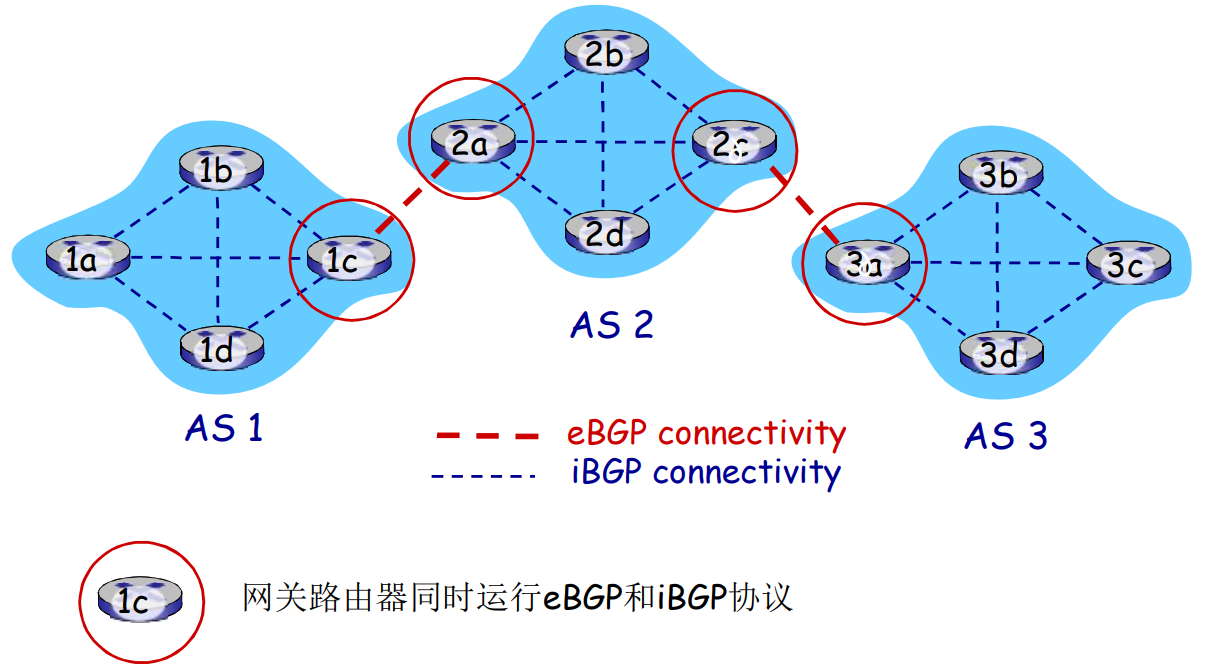 2b
2a
2c
2d
1b
1a
1c
1d
3b
3a
3c
3d
AS 2
AS 1
AS 3
eBGP connectivity
iBGP connectivity
1c
网关路由器同时运行eBGP和iBGP协议